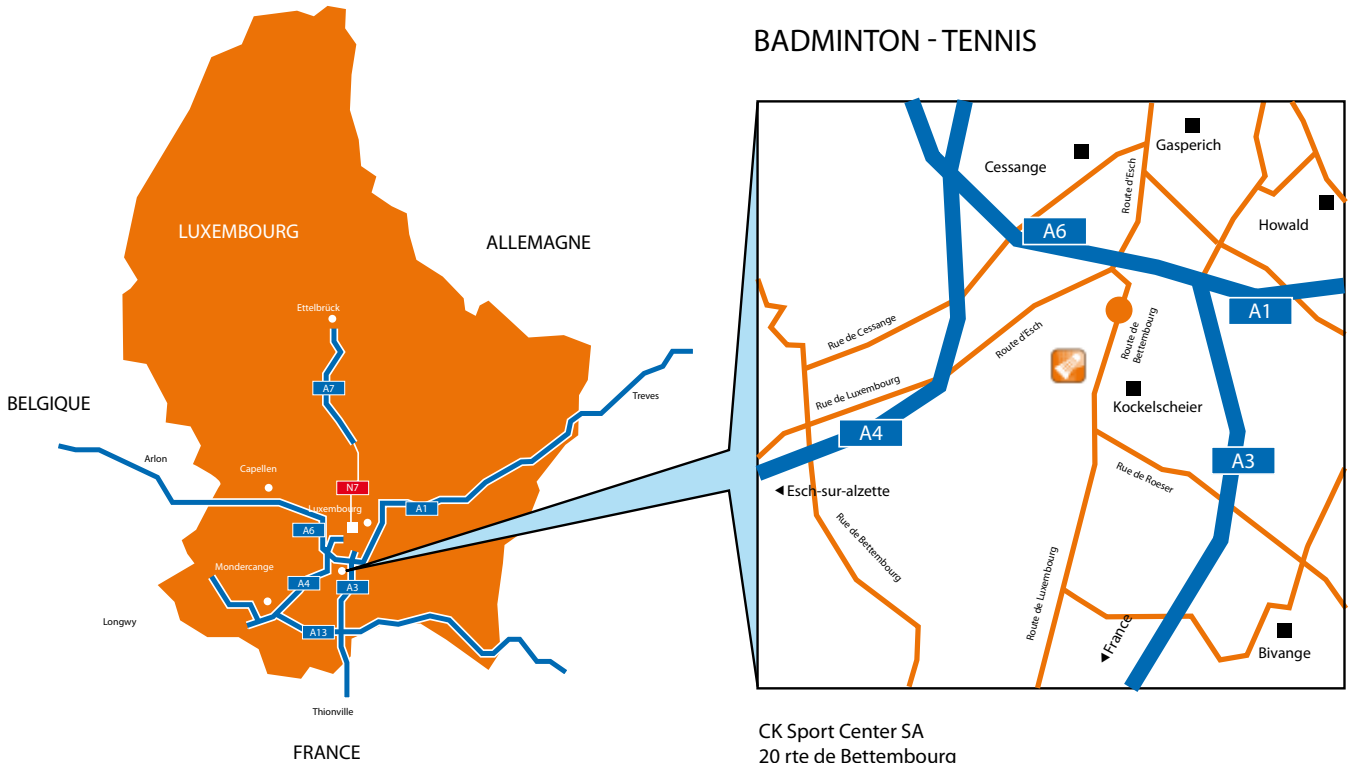 BADMINTON - TENNIS
LUXEMBOURG
ALLEMAGNE
Ettelbrück
A7
BELGIQUE
Treves
Arlon
Capellen
N7
Luxembourg
A1
A6
Mondercange
A4
A3
Longwy
A13
Thionville
FRANCE
Cessange
Gasperich
Route d'Esch
Howald
A6
A1
Rue de Cessange
Route d'Esch
Route de
Bettembourg
Rue de Luxembourg
Kockelscheier
A4
A3
Rue de Roeser
Esch-sur-alzette
Rue de Bettembourg
Route de Luxembourg
France
Bivange
CK Sport Center SA
20 rte de Bettembourg